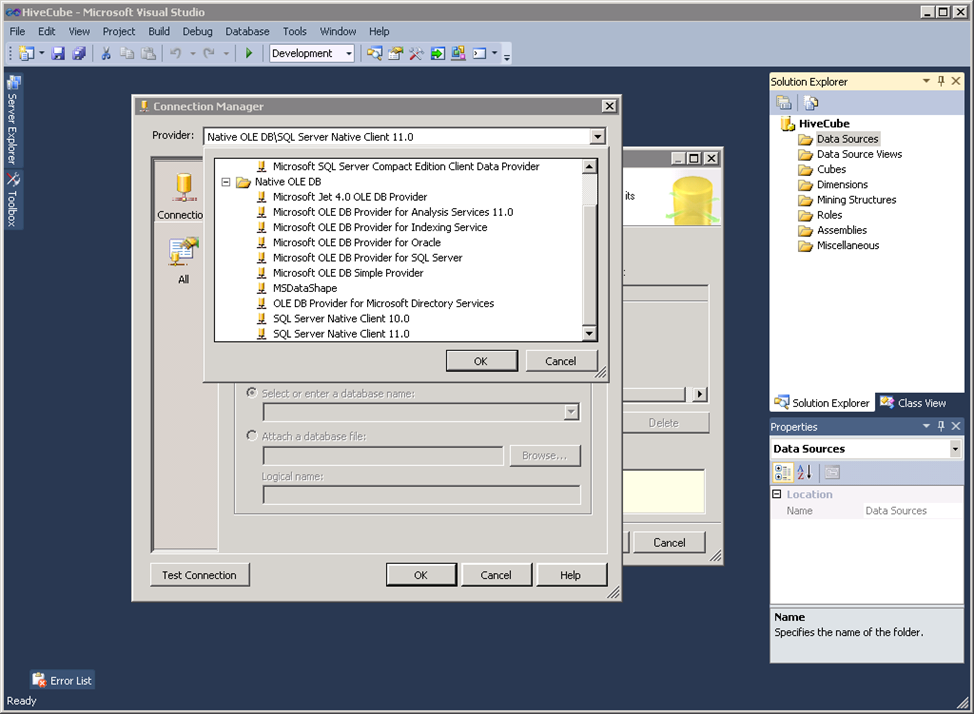 HiveCube - Microsoft Visual Studio
File Edit View Project Build Debug Database Tools Window Help
Development
Server Explorer
Toolbox
Connection Manager
Provider: Native OLE DB\SQL Server Native Client 11.0
Microsoft SQL Server Compact Edition Client Data Provider
Native OLE DB
Microsoft Jet 4.0 OLE DB Provider
Microsoft OLE DB Provider for Analysis Services 11.0
Microsoft OLE DB Provider for Indexing Service
Microsoft OLE DB Provider for Oracle
Microsoft OLE DB Provider for SQL Server
Microsoft OLE DB Simple Provider
MSDataShape
OLE DB Provider for Microsoft Directory Services
SQL Server Native Client 10.0
SQL Server Native Client 11.0
OK Cancel
Connectio
All
Select or enter a database name:
Attach a database file:
Browse...
Logical name:
Test Connection OK Cancel Help
its
:
Delete
Cancel
Solution Explorer
HiveCube
Data Sources
Data Source Views
Cubes
Dimensions
Mining Structures
Roles
Assemblies
Miscellaneous
Solution Explorer Class View
Properties
Data Sources
Location
Name Data Sources
Name
Specifies the name of the folder.
Error List
Ready